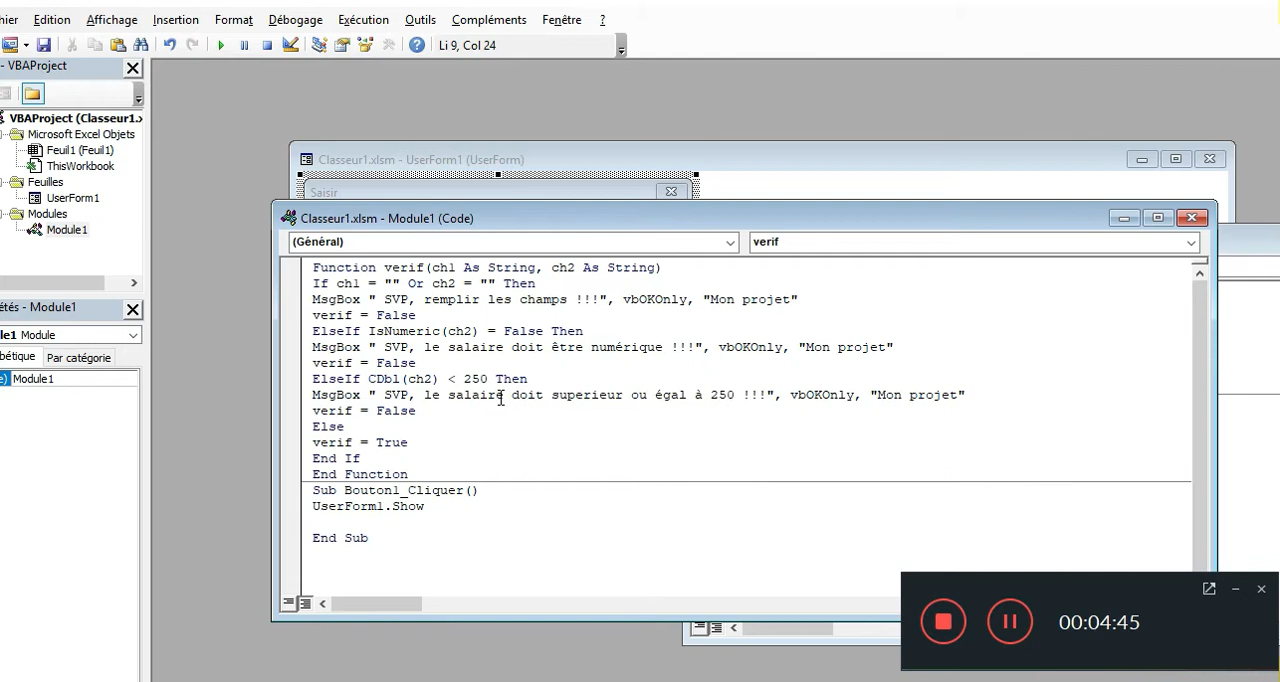 hier Edition Affichage Insertion Format Débogage Exécution Outils Compléments Fenêtre ?
Li 9, Col 24
- VBAProject
VBAProject (Classeur1.x
Microsoft Excel Objets
Feuil1 (Feuil1)
ThisWorkbook
Feuilles
UserForm1
Modules
Module1
étés - Module1
le1 Module
bétique Par catégorie
e) Module1
Classeur1.xlsm - UserForm1 (UserForm)
Saisir
Classeur1.xlsm - Module1 (Code)
(Général) verif
Function verif(ch1 As String, ch2 As String)
If ch1 = "" Or ch2 = "" Then
MsgBox " SVP, remplir les champs !!!", vbOKOnly, "Mon projet"
verif = False
ElseIf IsNumeric(ch2) = False Then
MsgBox " SVP, le salaire doit être numérique !!!", vbOKOnly, "Mon projet"
verif = False
ElseIf CDbl(ch2) < 250 Then
MsgBox " SVP, le salaire doit superieur ou égal à 250 !!!", vbOKOnly, "Mon projet"
verif = False
Else
verif = True
End If
End Function
Sub Bouton1_Cliquer()
UserForm1.Show
End Sub
00:04:45